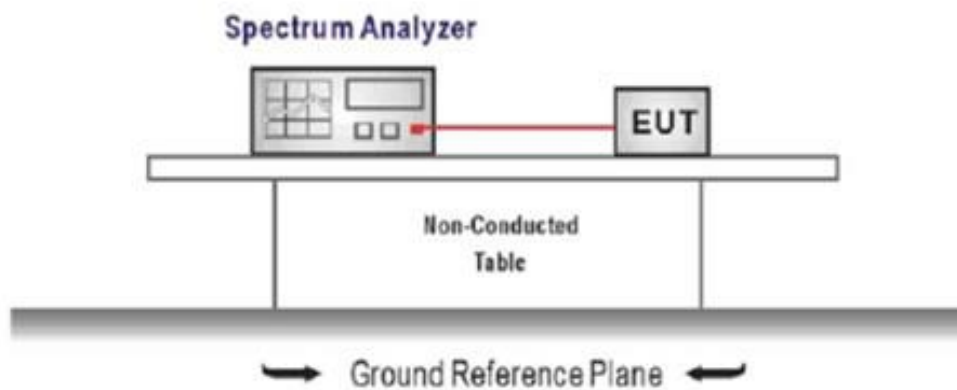 Spectrum Analyzer
EUT
Non-Conducted
Table
Ground Reference Plane